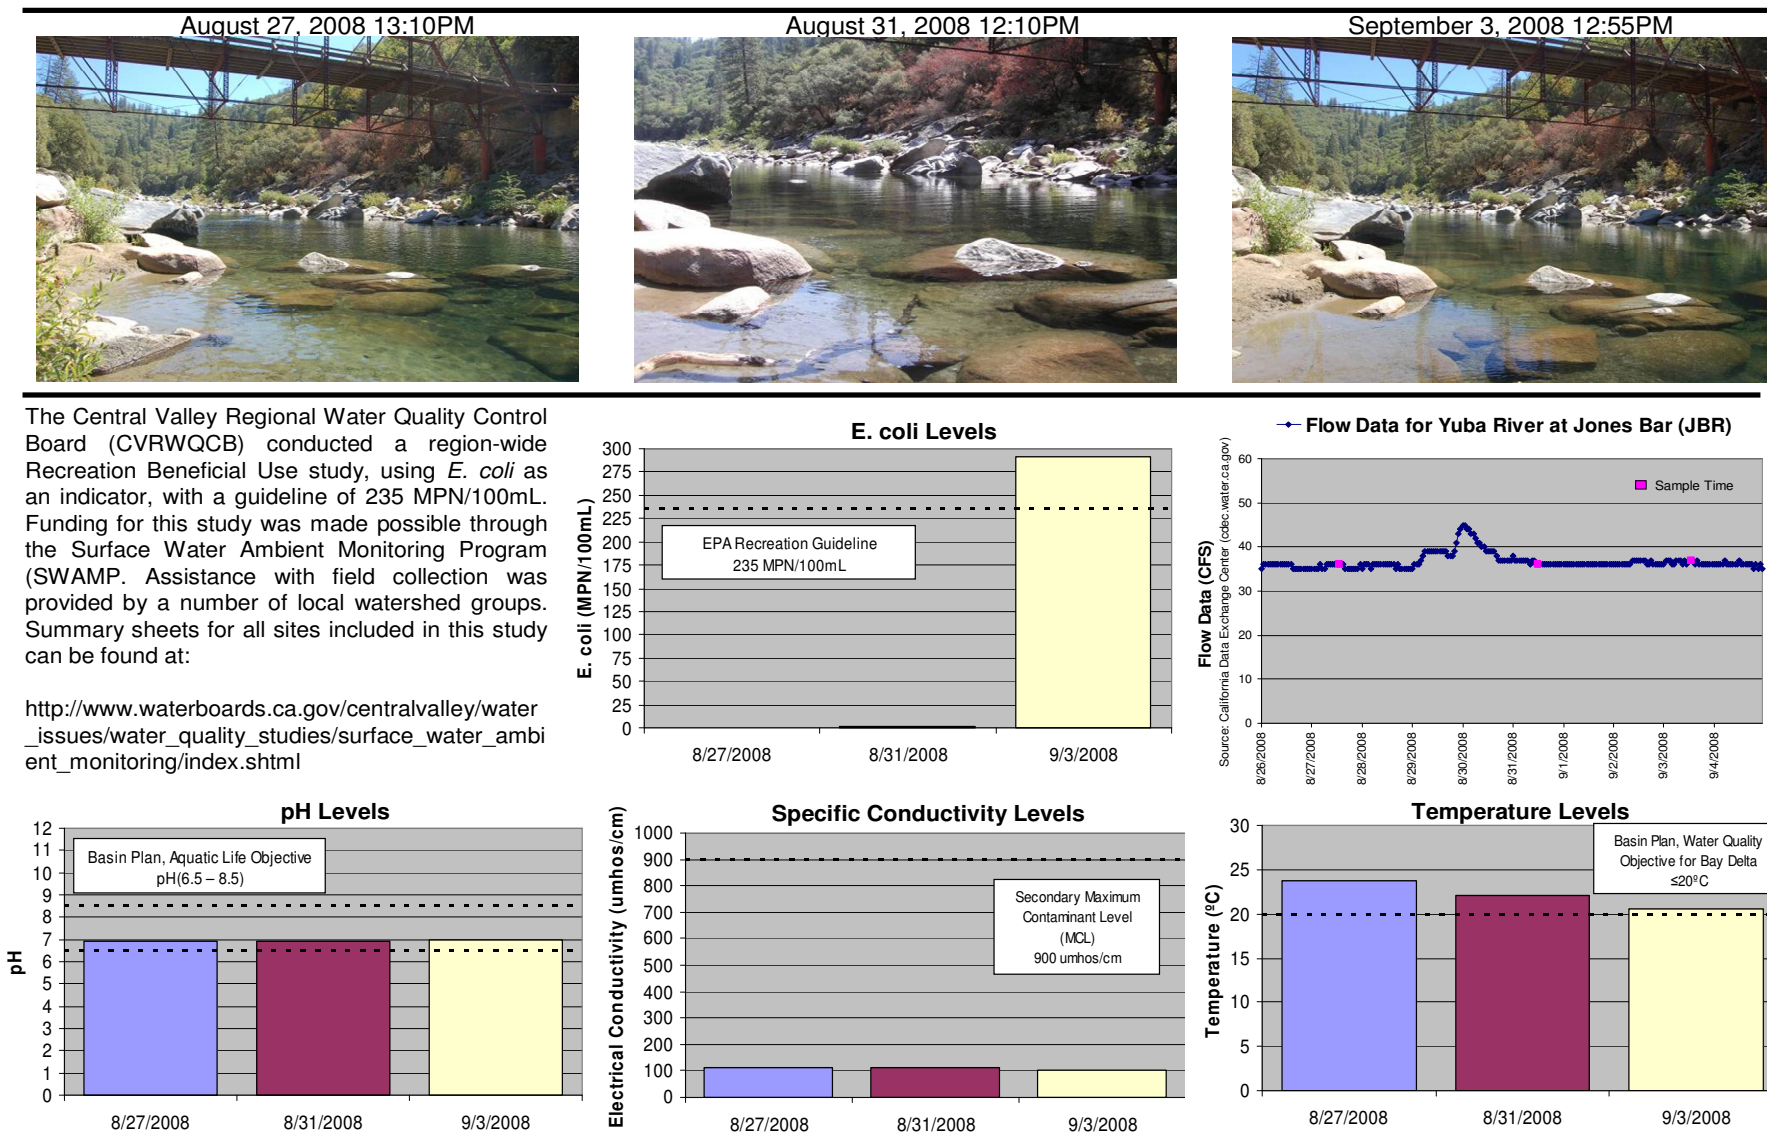 August 27, 2008 13:10PM
August 31, 2008 12:10PM
September 3, 2008 12:55PM
The Central Valley Regional Water Quality Control
Board (CVRWQCB) conducted a region-wide
Recreation Beneficial Use study, using E. coli as
an indicator, with a guideline of 235 MPN/100mL.
Funding for this study was made possible through
the Surface Water Ambient Monitoring Program
(SWAMP. Assistance with field collection was
provided by a number of local watershed groups.
Summary sheets for all sites included in this study
can be found at:
http://www.waterboards.ca.gov/centralvalley/water
_issues/water_quality_studies/surface_water_ambi
ent_monitoring/index.shtml
E. coli Levels
E. coli (MPN/100mL)
300
275
250
225
200
175
150
125
100
75
50
25
0
EPA Recreation Guideline
235 MPN/100mL
8/27/2008
8/31/2008
9/3/2008
Flow Data for Yuba River at Jones Bar (JBR)
Flow Data (CFS)
Source: California Data Exchange Center (cdec.water.ca.gov)
60
50
40
30
20
10
0
Sample Time
8/26/2008
8/27/2008
8/28/2008
8/29/2008
8/30/2008
8/31/2008
9/1/2008
9/2/2008
9/3/2008
9/4/2008
pH Levels
pH
12
11
10
9
8
7
6
5
4
3
2
1
0
Basin Plan, Aquatic Life Objective
pH(6.5 – 8.5)
8/27/2008
8/31/2008
9/3/2008
Specific Conductivity Levels
Electrical Conductivity (umhos/cm)
1000
900
800
700
600
500
400
300
200
100
0
Secondary Maximum
Contaminant Level
(MCL)
900 umhos/cm
8/27/2008
8/31/2008
9/3/2008
Temperature Levels
Temperature (ºC)
30
25
20
15
10
5
0
Basin Plan, Water Quality
Objective for Bay Delta
≤20ºC
8/27/2008
8/31/2008
9/3/2008